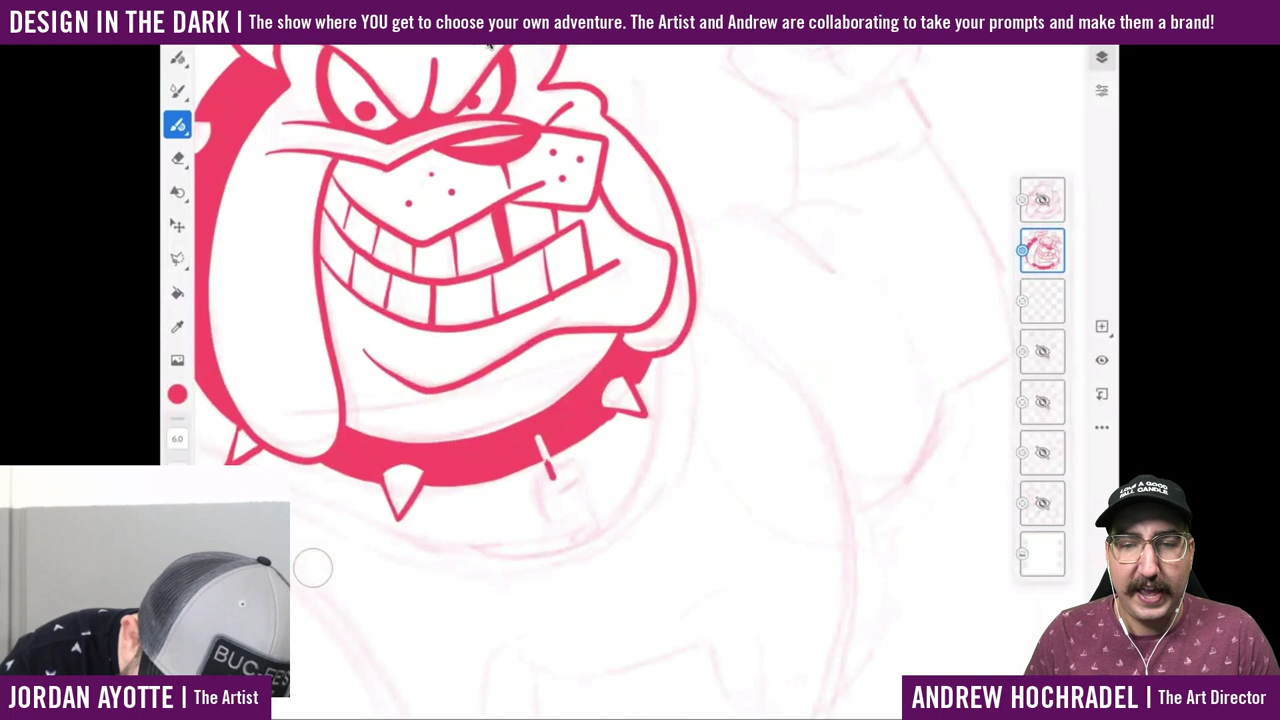 DESIGN IN THE DARK | The show where YOU get to choose your own adventure. The Artist and Andrew are collaborating to take your prompts and make them a brand!
6.0
BUC-EES
JORDAN AYOTTE | The Artist
ANDREW HOCHRADEL | The Art Director